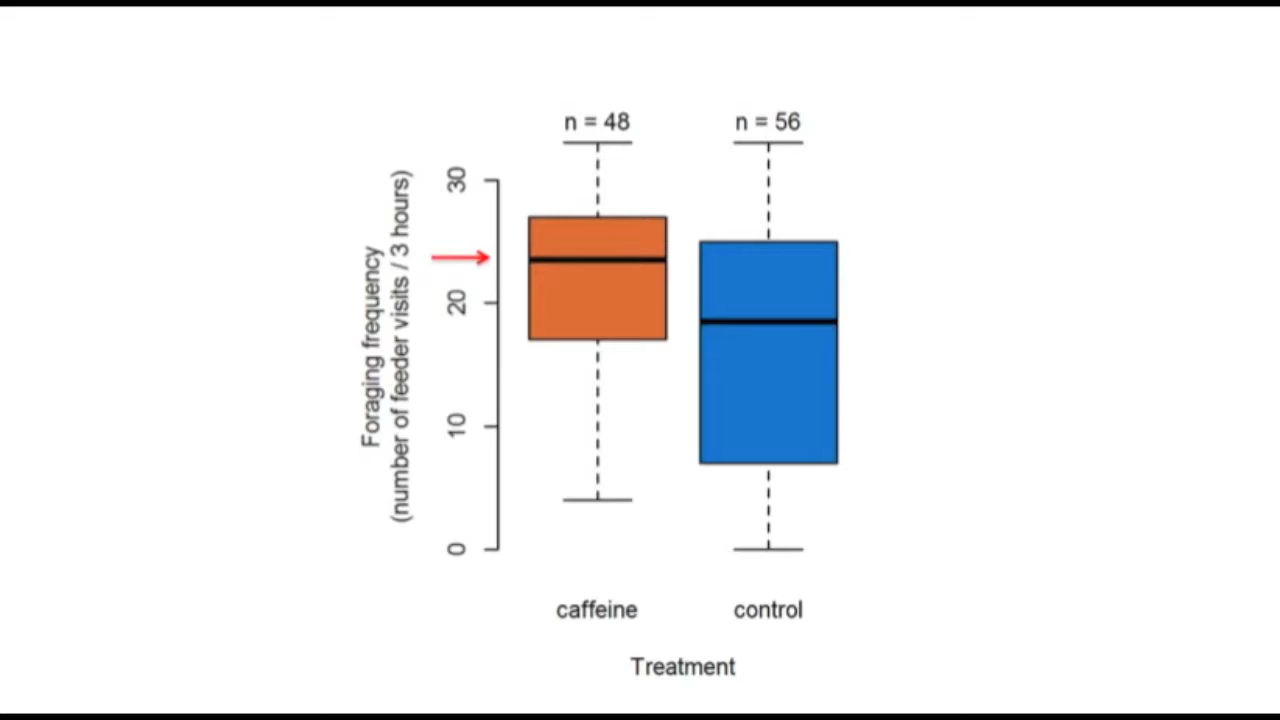 n = 48
n = 56
Foraging frequency
(number of feeder visits / 3 hours)
30
20
10
0
caffeine
control
Treatment